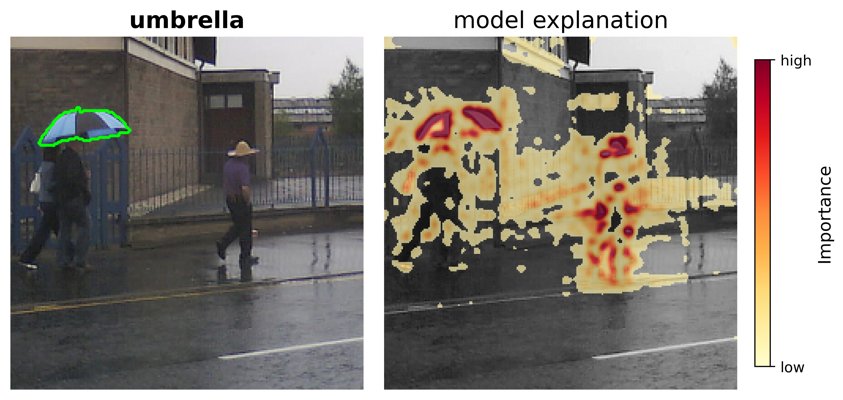 umbrella
model explanation
high
Importance
low